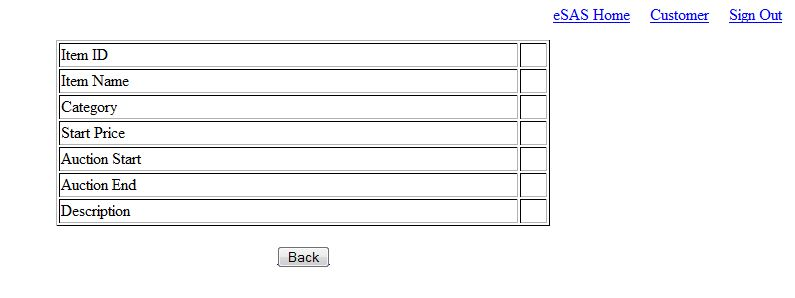 eSAS Home Customer Sign Out
Item ID
Item Name
Category
Start Price
Auction Start
Auction End
Description
Back